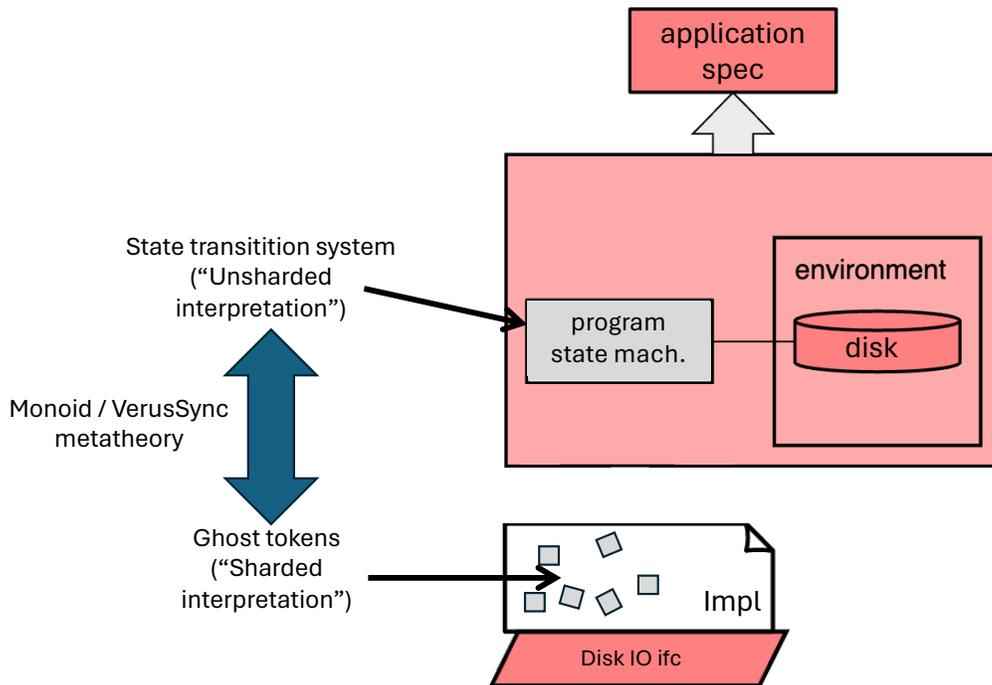 application
spec
State transitition system
(“Unsharded
interpretation”)
environment
program
state mach.
disk
Monoid / VerusSync
metatheory
Ghost tokens
(“Sharded
interpretation”)
Impl
Disk IO ifc